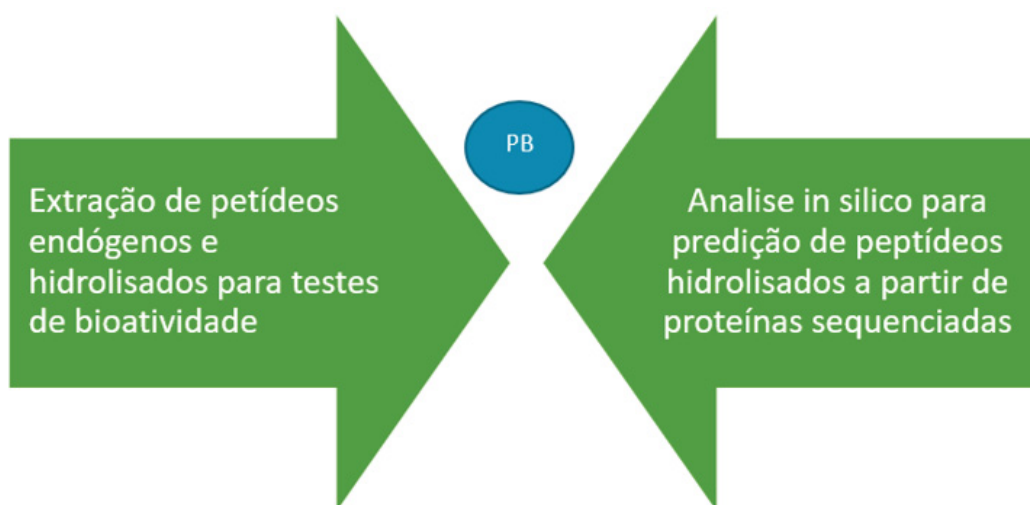 PB
Extração de petídeos
endógenos e
hidrolisados para testes
de bioatividade
Analise in silico para
predição de peptídeos
hidrolisados a partir de
proteínas sequenciadas